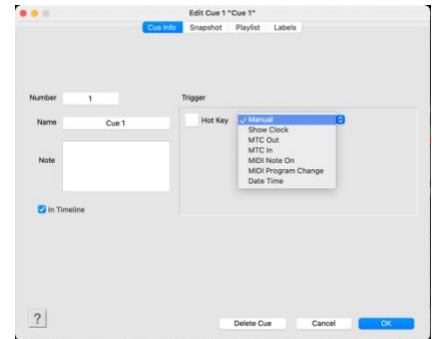 Edit Cue 1 "Cue 1"
Cue Info Snapshot Playlist Labels
Number 1
Trigger
Name Cue 1
Hot Key ✓ Manual
Show Clock
MTC Out
MTC In
MIDI Note On
MIDI Program Change
Date Time
Note
In Timeline
? Delete Cue Cancel OK